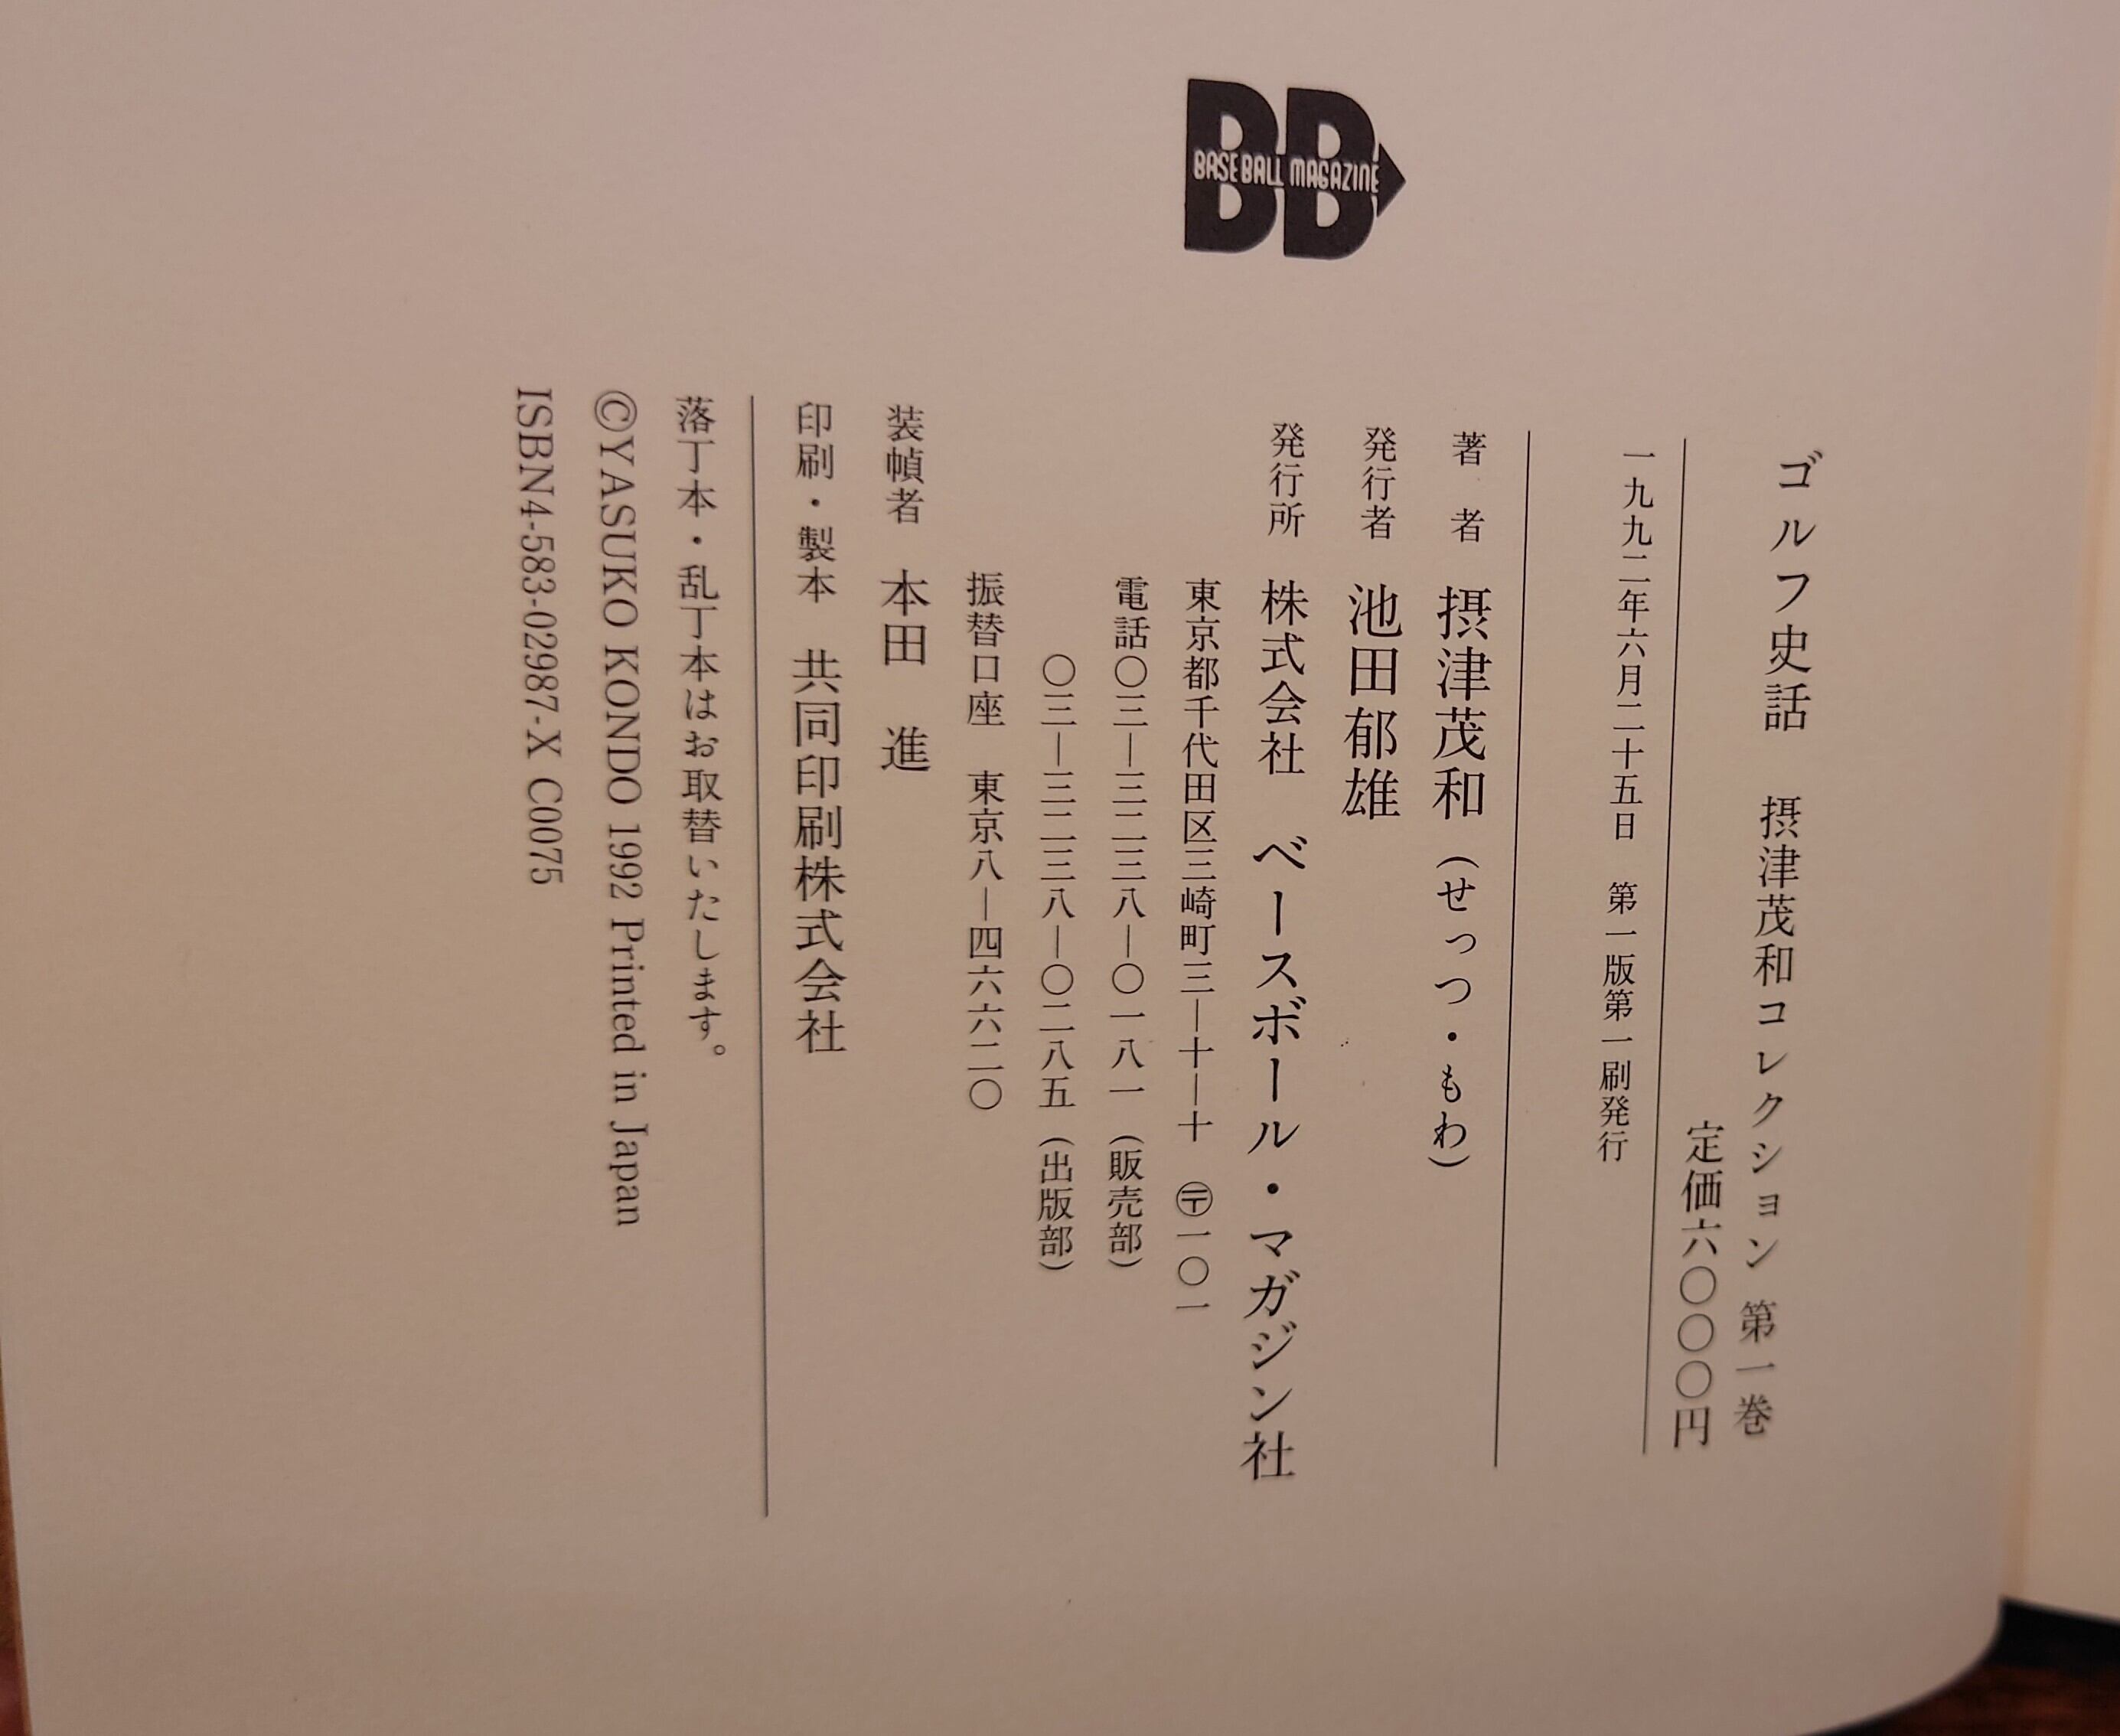 BASEBALL MAGAZINE
ゴルフ史話　摂津茂和コレクション 第一巻
定価六〇〇〇円
一九九二年六月二十五日　第一版第一刷発行
著　者　摂津茂和（せっつ・もわ）
発行者　池田郁雄
発行所　株式会社　ベースボール・マガジン社
東京都千代田区三崎町三―十―十　〶一〇一
電話〇三―三二三八―〇一八一（販売部）
〇三―三二三八―〇二八五（出版部）
振替口座　東京八―四六六二〇
装幀者　本田　進
印刷・製本　共同印刷株式会社
落丁本・乱丁本はお取替いたします。
©YASUKO KONDO 1992 Printed in Japan
ISBN4-583-02987-X C0075